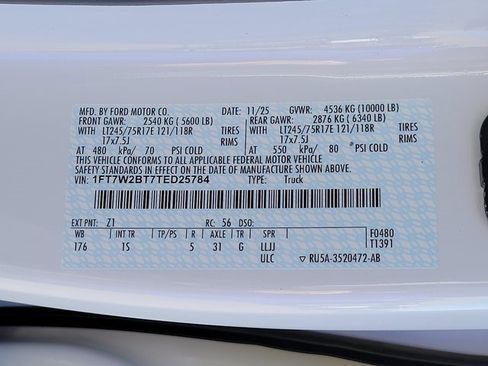 MFD. BY FORD MOTOR CO. DATE: 11/25 GVWR: 4536 KG (10000 LB)
FRONT GAWR: 2540 KG (5600 LB) REAR GAWR: 2876 KG (6340 LB)
WITH LT245/75R17E 121/118R TIRES WITH LT245/75R17E 121/118R TIRES
17x7.5J RIMS 17x7.5J RIMS
AT 480 kPa/ 70 PSI COLD AT 550 kPa/ 80 PSI COLD
THIS VEHICLE CONFORMS TO ALL APPLICABLE FEDERAL MOTOR VEHICLE
SAFETY STANDARDS IN EFFECT ON THE DATE OF MANUFACTURE SHOWN ABOVE.
VIN: 1FT7W2BT7TED25784 TYPE: Truck
EXT PNT: Z1 RC: 56 DSO: F0480
WB INT TR TP/PS R AXLE TR SPR T1391
176 1S 5 31 G LLJJ
ULC ▽ RU5A-3520472-AB